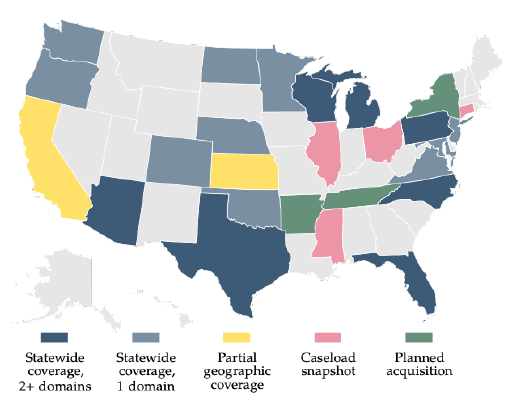 Statewide coverage, 2+ domains
Statewide coverage, 1 domain
Partial geographic coverage
Caseload snapshot
Planned acquisition